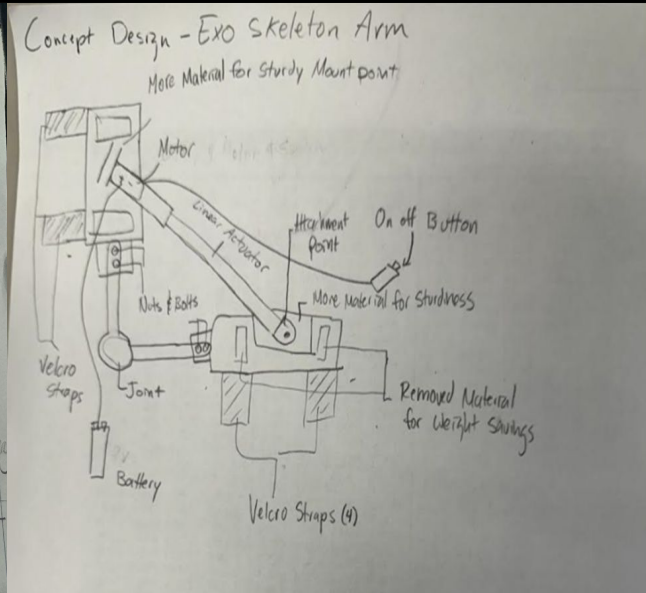 Concept Design - Exo Skeleton Arm
More Material for Sturdy Mount point
Motor
Linear Actuator
Attachment
Point
On off Button
Nuts & Bolts
More Material for Sturdiness
Velcro
Straps
Joint
Removed Material
for Weight Savings
Battery
Velcro Straps (4)